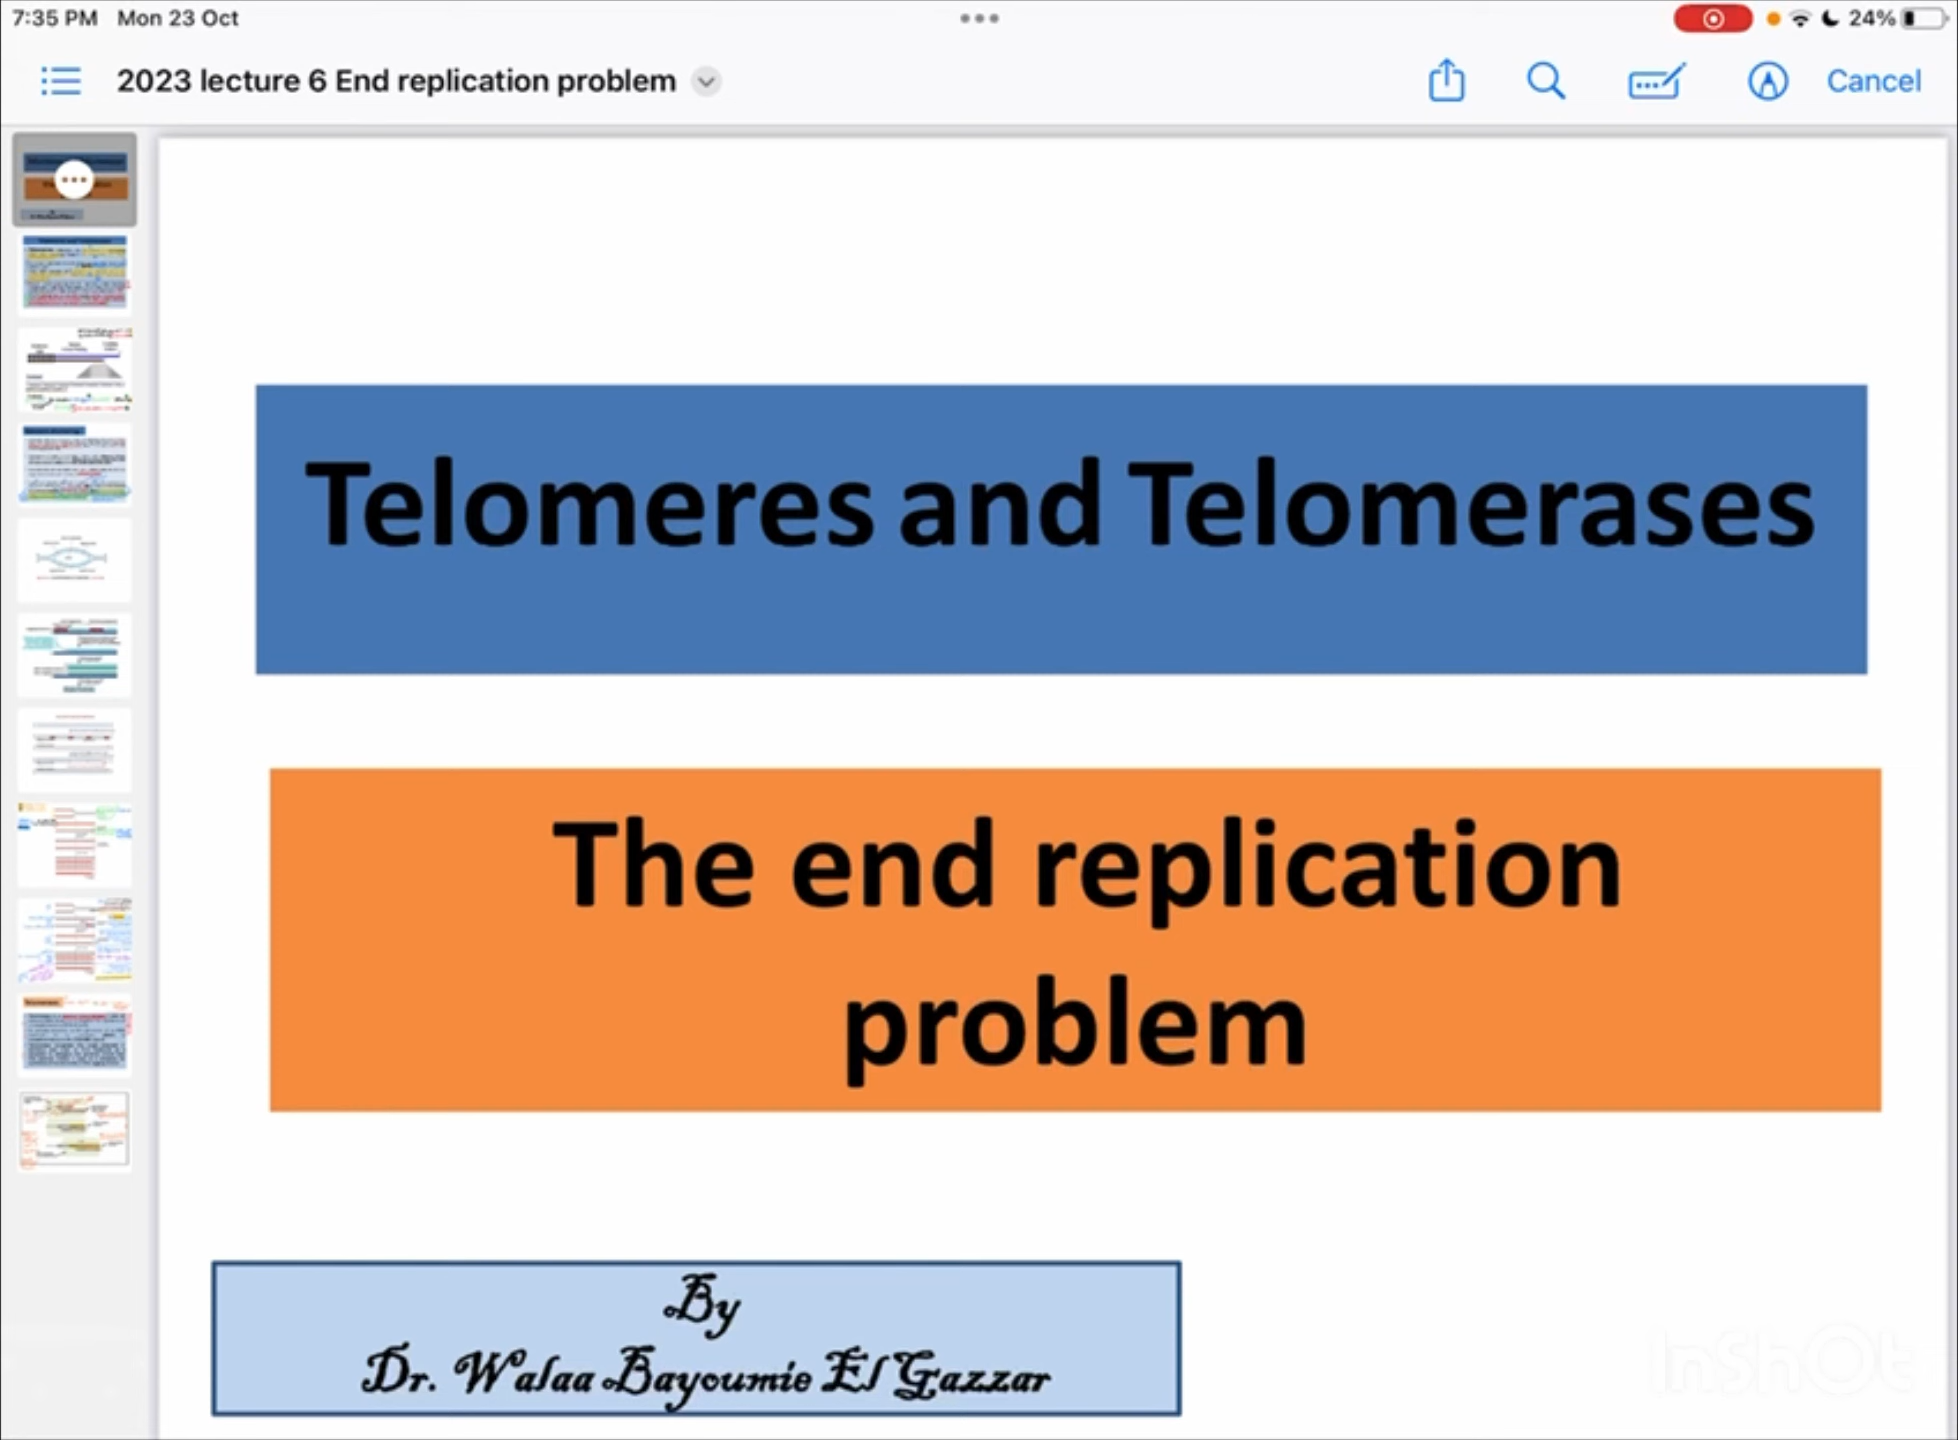 7:35 PM Mon 23 Oct
24%
2023 lecture 6 End replication problem
Cancel
Telomeres and Telomerases
The end replication
problem
By
Dr. Walaa Bayoumie El Gazzar
InShOt